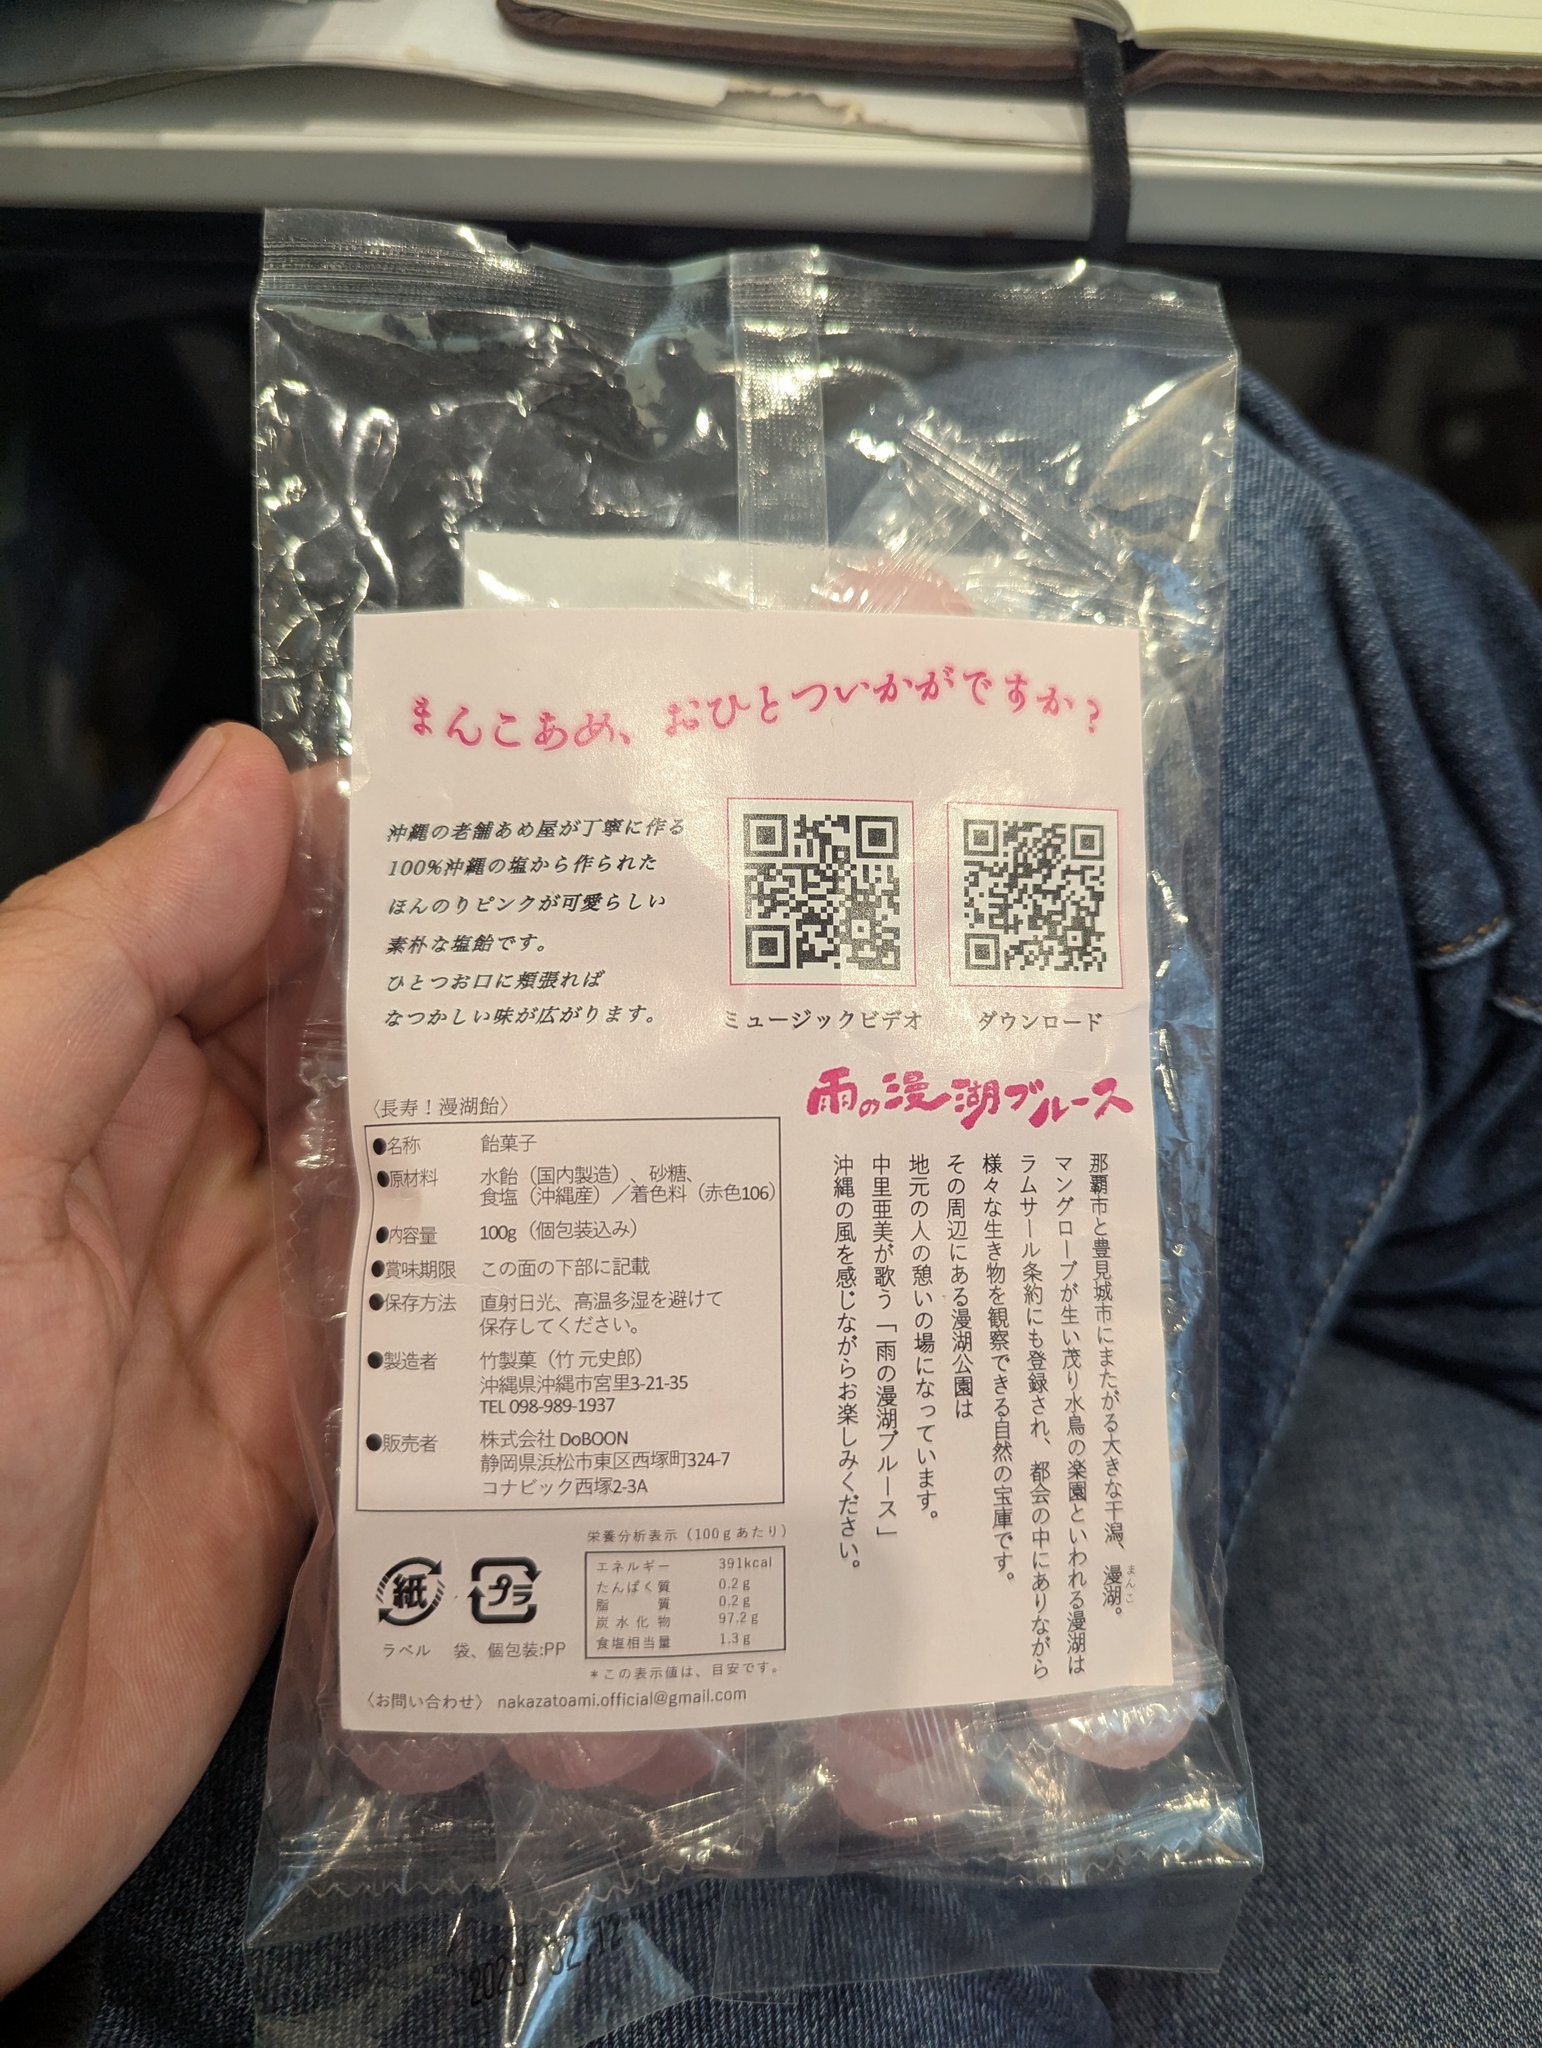 まんこあめ、おひとついかがですか?
沖縄の老舗あめ屋が丁寧に作る
100%沖縄の塩から作られた
ほんのりピンクが可愛らしい
素朴な塩飴です。
ひとつお口に頬張れば
なつかしい味が広がります。
ミュージックビデオ
ダウンロード
雨の漫湖ブルース
那覇市と豊見城市にまたがる大きな干潟、漫湖。
まんこ
マングローブが生い茂り水鳥の楽園といわれる漫湖は
ラムサール条約にも登録され、都会の中にありながら
様々な生き物を観察できる自然の宝庫です。
その周辺にある漫湖公園は
地元の人の憩いの場になっています。
中里亜美が歌う「雨の漫湖ブルース」
沖縄の風を感じながらお楽しみください。
〈長寿!漫湖飴〉
●名称 飴菓子
●原材料 水飴(国内製造)、砂糖、
食塩(沖縄産)/着色料(赤色106)
●内容量 100g(個包装込み)
●賞味期限 この面の下部に記載
●保存方法 直射日光、高温多湿を避けて
保存してください。
●製造者 竹製菓(竹 元史郎)
沖縄県沖縄市宮里3-21-35
TEL 098-989-1937
●販売者 株式会社 DoBOON
静岡県浜松市東区西塚町324-7
コナビック西塚2-3A
栄養分析表示(100gあたり)
エネルギー 391kcal
たんぱく質 0.2g
脂質 0.2g
炭水化物 97.2g
食塩相当量 1.3g
*この表示値は、目安です。
紙
ラベル
プラ
袋、個包装:PP
〈お問い合わせ〉 nakazatoami.official@gmail.com
02.12